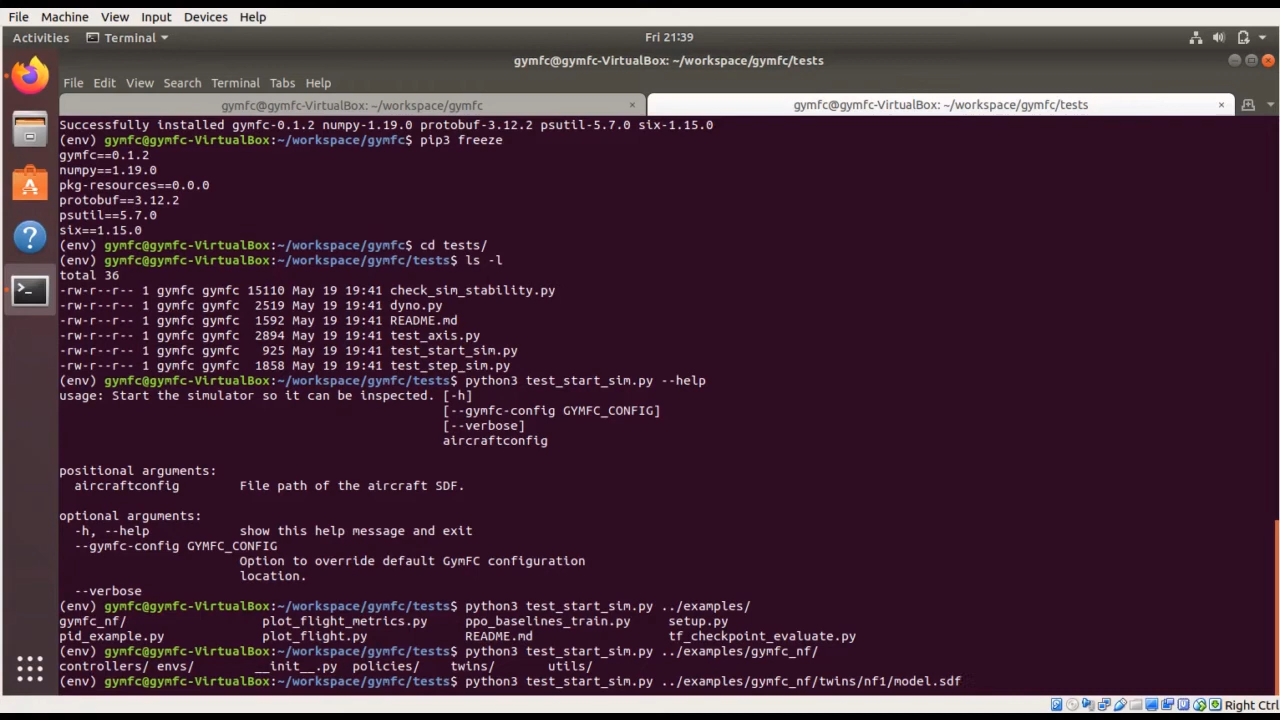 File Machine View Input Devices Help
Activities Terminal Fri 21:39
gymfc@gymfc-VirtualBox: ~/workspace/gymfc/tests
File Edit View Search Terminal Tabs Help
gymfc@gymfc-VirtualBox: ~/workspace/gymfc × gymfc@gymfc-VirtualBox: ~/workspace/gymfc/tests ×
Successfully installed gymfc-0.1.2 numpy-1.19.0 protobuf-3.12.2 psutil-5.7.0 six-1.15.0
(env) gymfc@gymfc-VirtualBox:~/workspace/gymfc$ pip3 freeze
gymfc==0.1.2
numpy==1.19.0
pkg-resources==0.0.0
protobuf==3.12.2
psutil==5.7.0
six==1.15.0
(env) gymfc@gymfc-VirtualBox:~/workspace/gymfc$ cd tests/
(env) gymfc@gymfc-VirtualBox:~/workspace/gymfc/tests$ ls -l
total 36
-rw-r--r-- 1 gymfc gymfc 15110 May 19 19:41 check_sim_stability.py
-rw-r--r-- 1 gymfc gymfc  2519 May 19 19:41 dyno.py
-rw-r--r-- 1 gymfc gymfc  1592 May 19 19:41 README.md
-rw-r--r-- 1 gymfc gymfc  2894 May 19 19:41 test_axis.py
-rw-r--r-- 1 gymfc gymfc   925 May 19 19:41 test_start_sim.py
-rw-r--r-- 1 gymfc gymfc  1858 May 19 19:41 test_step_sim.py
(env) gymfc@gymfc-VirtualBox:~/workspace/gymfc/tests$ python3 test_start_sim.py --help
usage: Start the simulator so it can be inspected. [-h]
[--gymfc-config GYMFC_CONFIG]
[--verbose]
aircraftconfig
positional arguments:
aircraftconfig        File path of the aircraft SDF.
optional arguments:
-h, --help            show this help message and exit
--gymfc-config GYMFC_CONFIG
Option to override default GymFC configuration
location.
--verbose
(env) gymfc@gymfc-VirtualBox:~/workspace/gymfc/tests$ python3 test_start_sim.py ../examples/
gymfc_nf/ plot_flight_metrics.py ppo_baselines_train.py setup.py
pid_example.py plot_flight.py README.md tf_checkpoint_evaluate.py
(env) gymfc@gymfc-VirtualBox:~/workspace/gymfc/tests$ python3 test_start_sim.py ../examples/gymfc_nf/
controllers/ envs/ __init__.py policies/ twins/ utils/
(env) gymfc@gymfc-VirtualBox:~/workspace/gymfc/tests$ python3 test_start_sim.py ../examples/gymfc_nf/twins/nf1/model.sdf
Right Ctrl